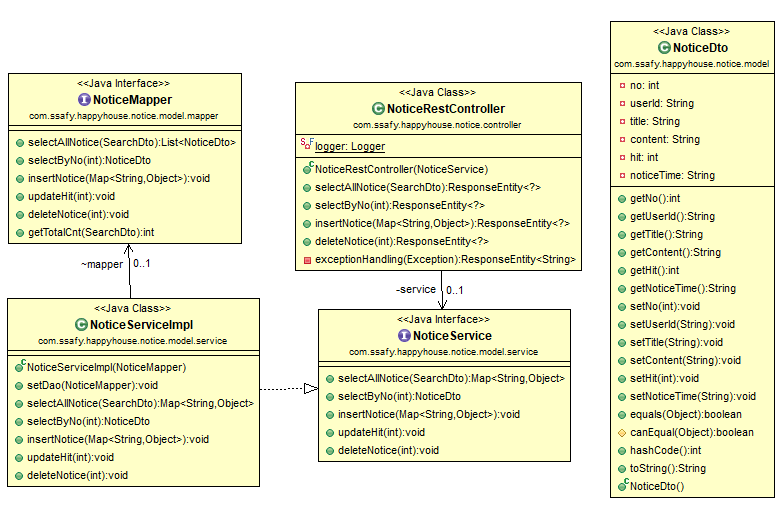 <<Java Interface>>
NoticeMapper
com.ssafy.happyhouse.notice.model.mapper
selectAllNotice(SearchDto):List<NoticeDto>
selectByNo(int):NoticeDto
insertNotice(Map<String,Object>):void
updateHit(int):void
deleteNotice(int):void
getTotalCnt(SearchDto):int
~mapper 0..1
<<Java Class>>
NoticeServiceImpl
com.ssafy.happyhouse.notice.model.service
NoticeServiceImpl(NoticeMapper)
setDao(NoticeMapper):void
selectAllNotice(SearchDto):Map<String,Object>
selectByNo(int):NoticeDto
insertNotice(Map<String,Object>):void
updateHit(int):void
deleteNotice(int):void
<<Java Class>>
NoticeRestController
com.ssafy.happyhouse.notice.controller
logger: Logger
NoticeRestController(NoticeService)
selectAllNotice(SearchDto):ResponseEntity<?>
selectByNo(int):ResponseEntity<?>
insertNotice(Map<String,Object>):ResponseEntity<?>
deleteNotice(int):ResponseEntity<?>
exceptionHandling(Exception):ResponseEntity<String>
-service 0..1
<<Java Interface>>
NoticeService
com.ssafy.happyhouse.notice.model.service
selectAllNotice(SearchDto):Map<String,Object>
selectByNo(int):NoticeDto
insertNotice(Map<String,Object>):void
updateHit(int):void
deleteNotice(int):void
<<Java Class>>
NoticeDto
com.ssafy.happyhouse.notice.model
no: int
userId: String
title: String
content: String
hit: int
noticeTime: String
getNo():int
getUserId():String
getTitle():String
getContent():String
getHit():int
getNoticeTime():String
setNo(int):void
setUserId(String):void
setTitle(String):void
setContent(String):void
setHit(int):void
setNoticeTime(String):void
equals(Object):boolean
canEqual(Object):boolean
hashCode():int
toString():String
NoticeDto()